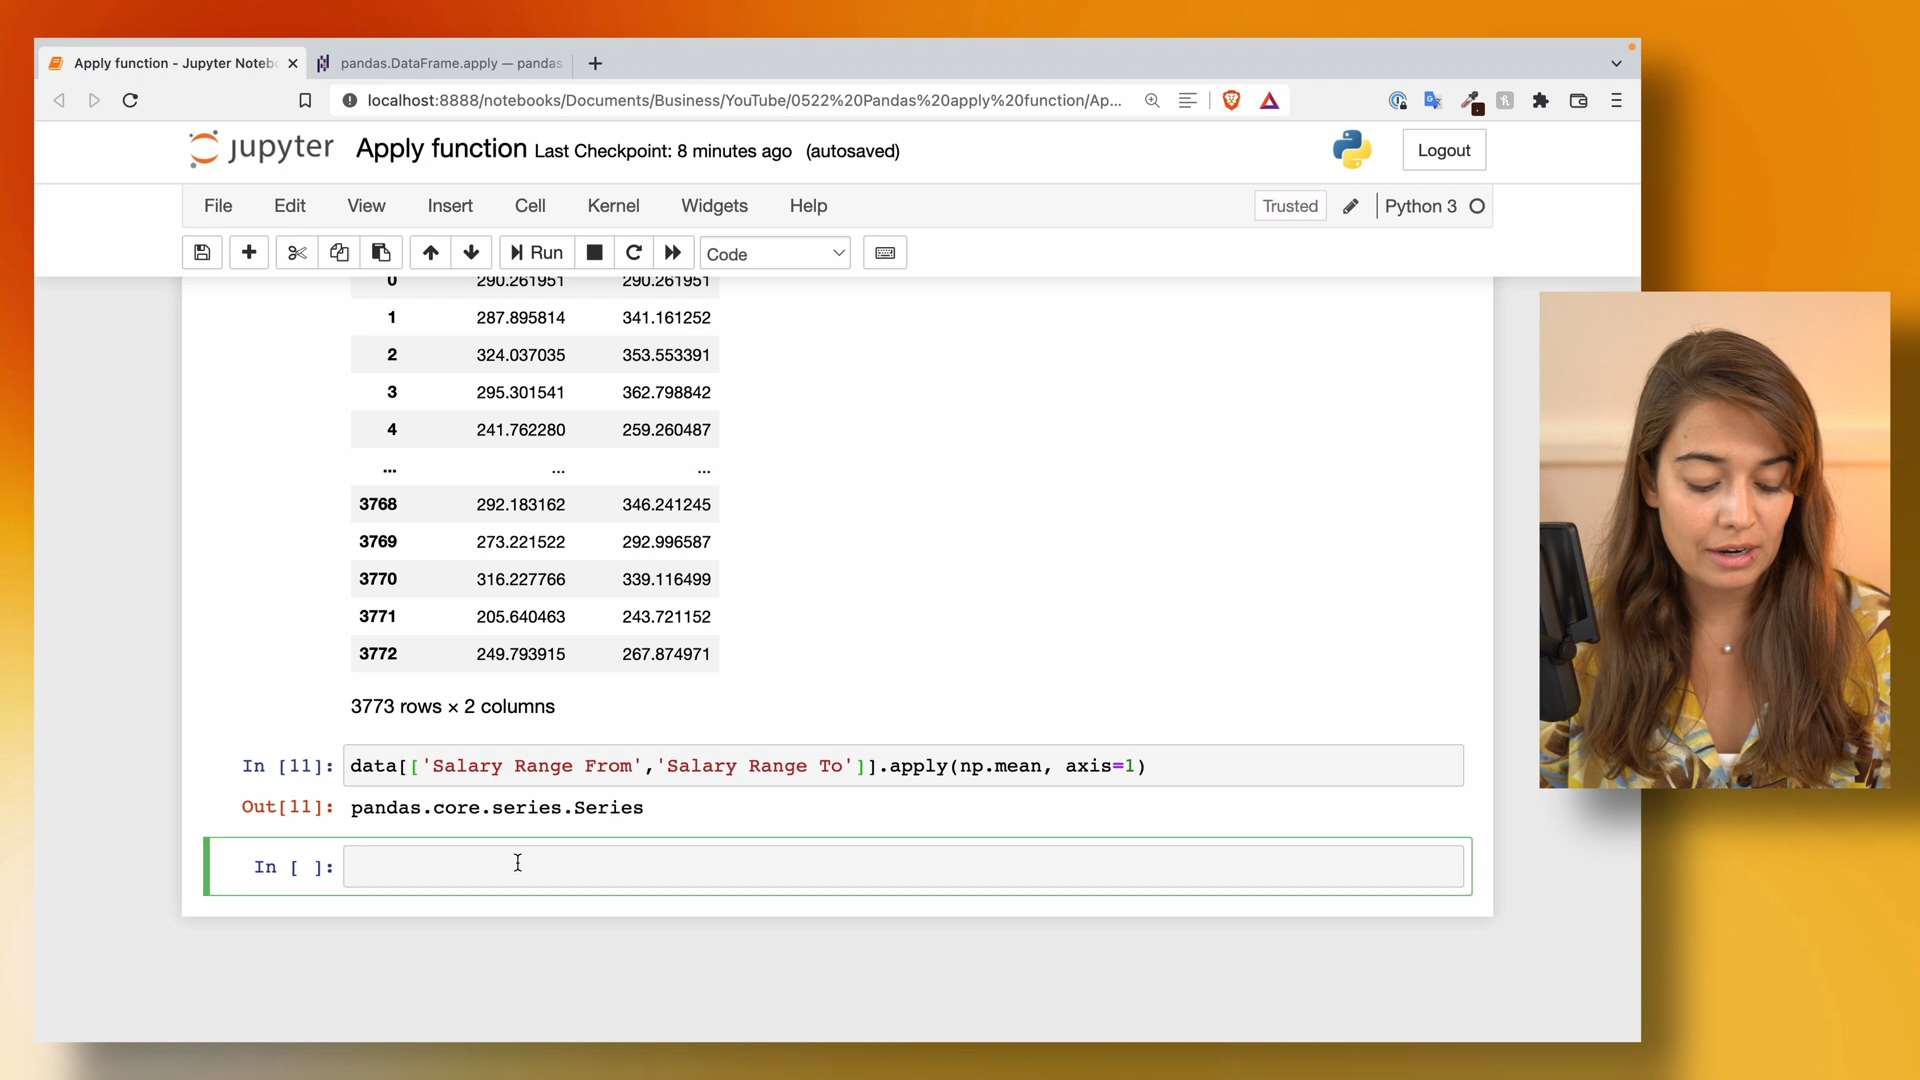 Apply function - Jupyter Noteb
pandas.DataFrame.apply — pandas
localhost:8888/notebooks/Documents/Business/YouTube/0522%20Pandas%20apply%20function/Ap...
jupyter Apply function Last Checkpoint: 8 minutes ago (autosaved)
Logout
File Edit View Insert Cell Kernel Widgets Help
Trusted Python 3
Run Code
0 290.261951 290.261951
1 287.895814 341.161252
2 324.037035 353.553391
3 295.301541 362.798842
4 241.762280 259.260487
... ... ...
3768 292.183162 346.241245
3769 273.221522 292.996587
3770 316.227766 339.116499
3771 205.640463 243.721152
3772 249.793915 267.874971
3773 rows × 2 columns
In [11]: data[['Salary Range From','Salary Range To']].apply(np.mean, axis=1)
Out[11]: pandas.core.series.Series
In [ ]: